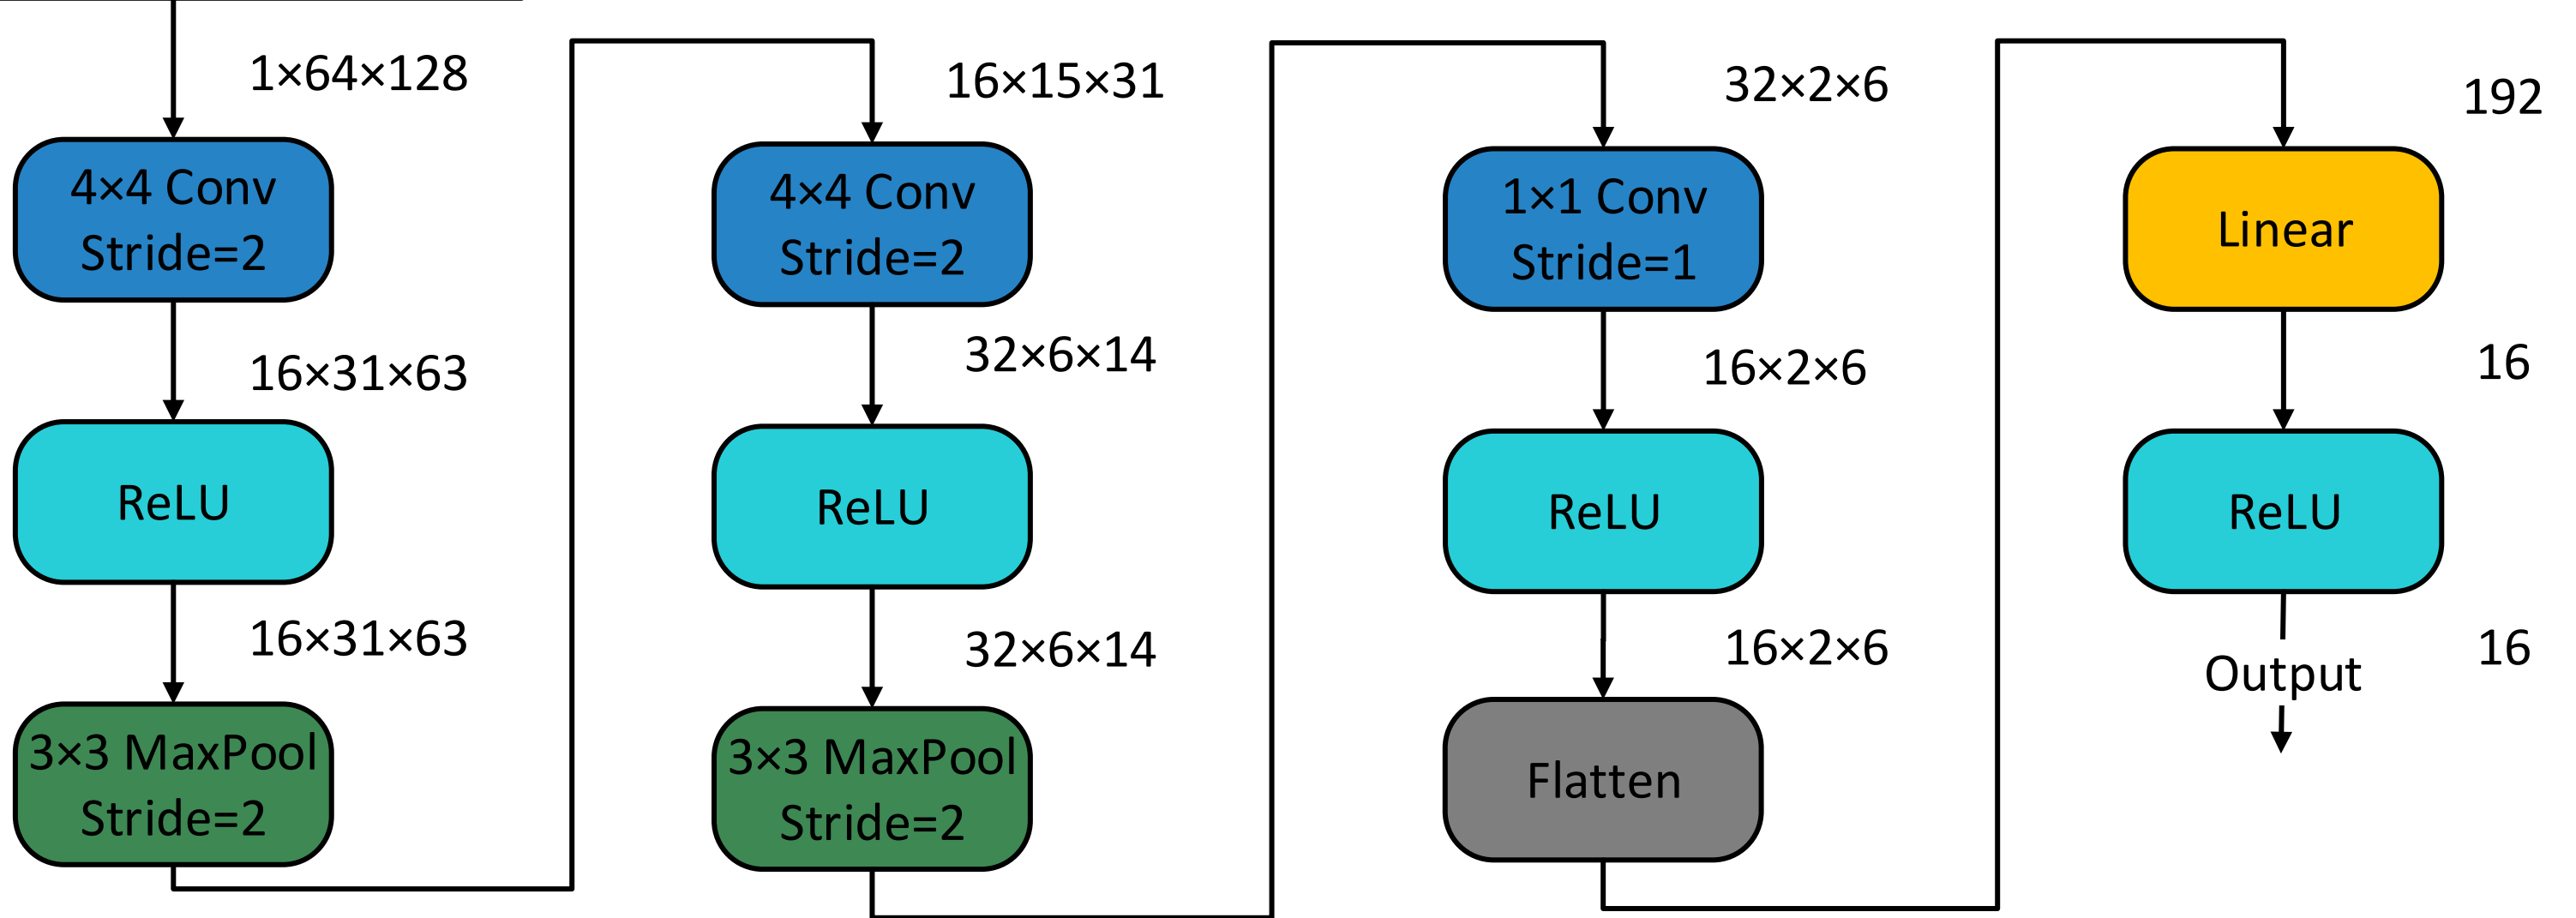 1×64×128
4×4 Conv
Stride=2
16×31×63
ReLU
16×31×63
3×3 MaxPool
Stride=2
16×15×31
4×4 Conv
Stride=2
32×6×14
ReLU
32×6×14
3×3 MaxPool
Stride=2
32×2×6
1×1 Conv
Stride=1
16×2×6
ReLU
16×2×6
Flatten
192
Linear
16
ReLU
16
Output